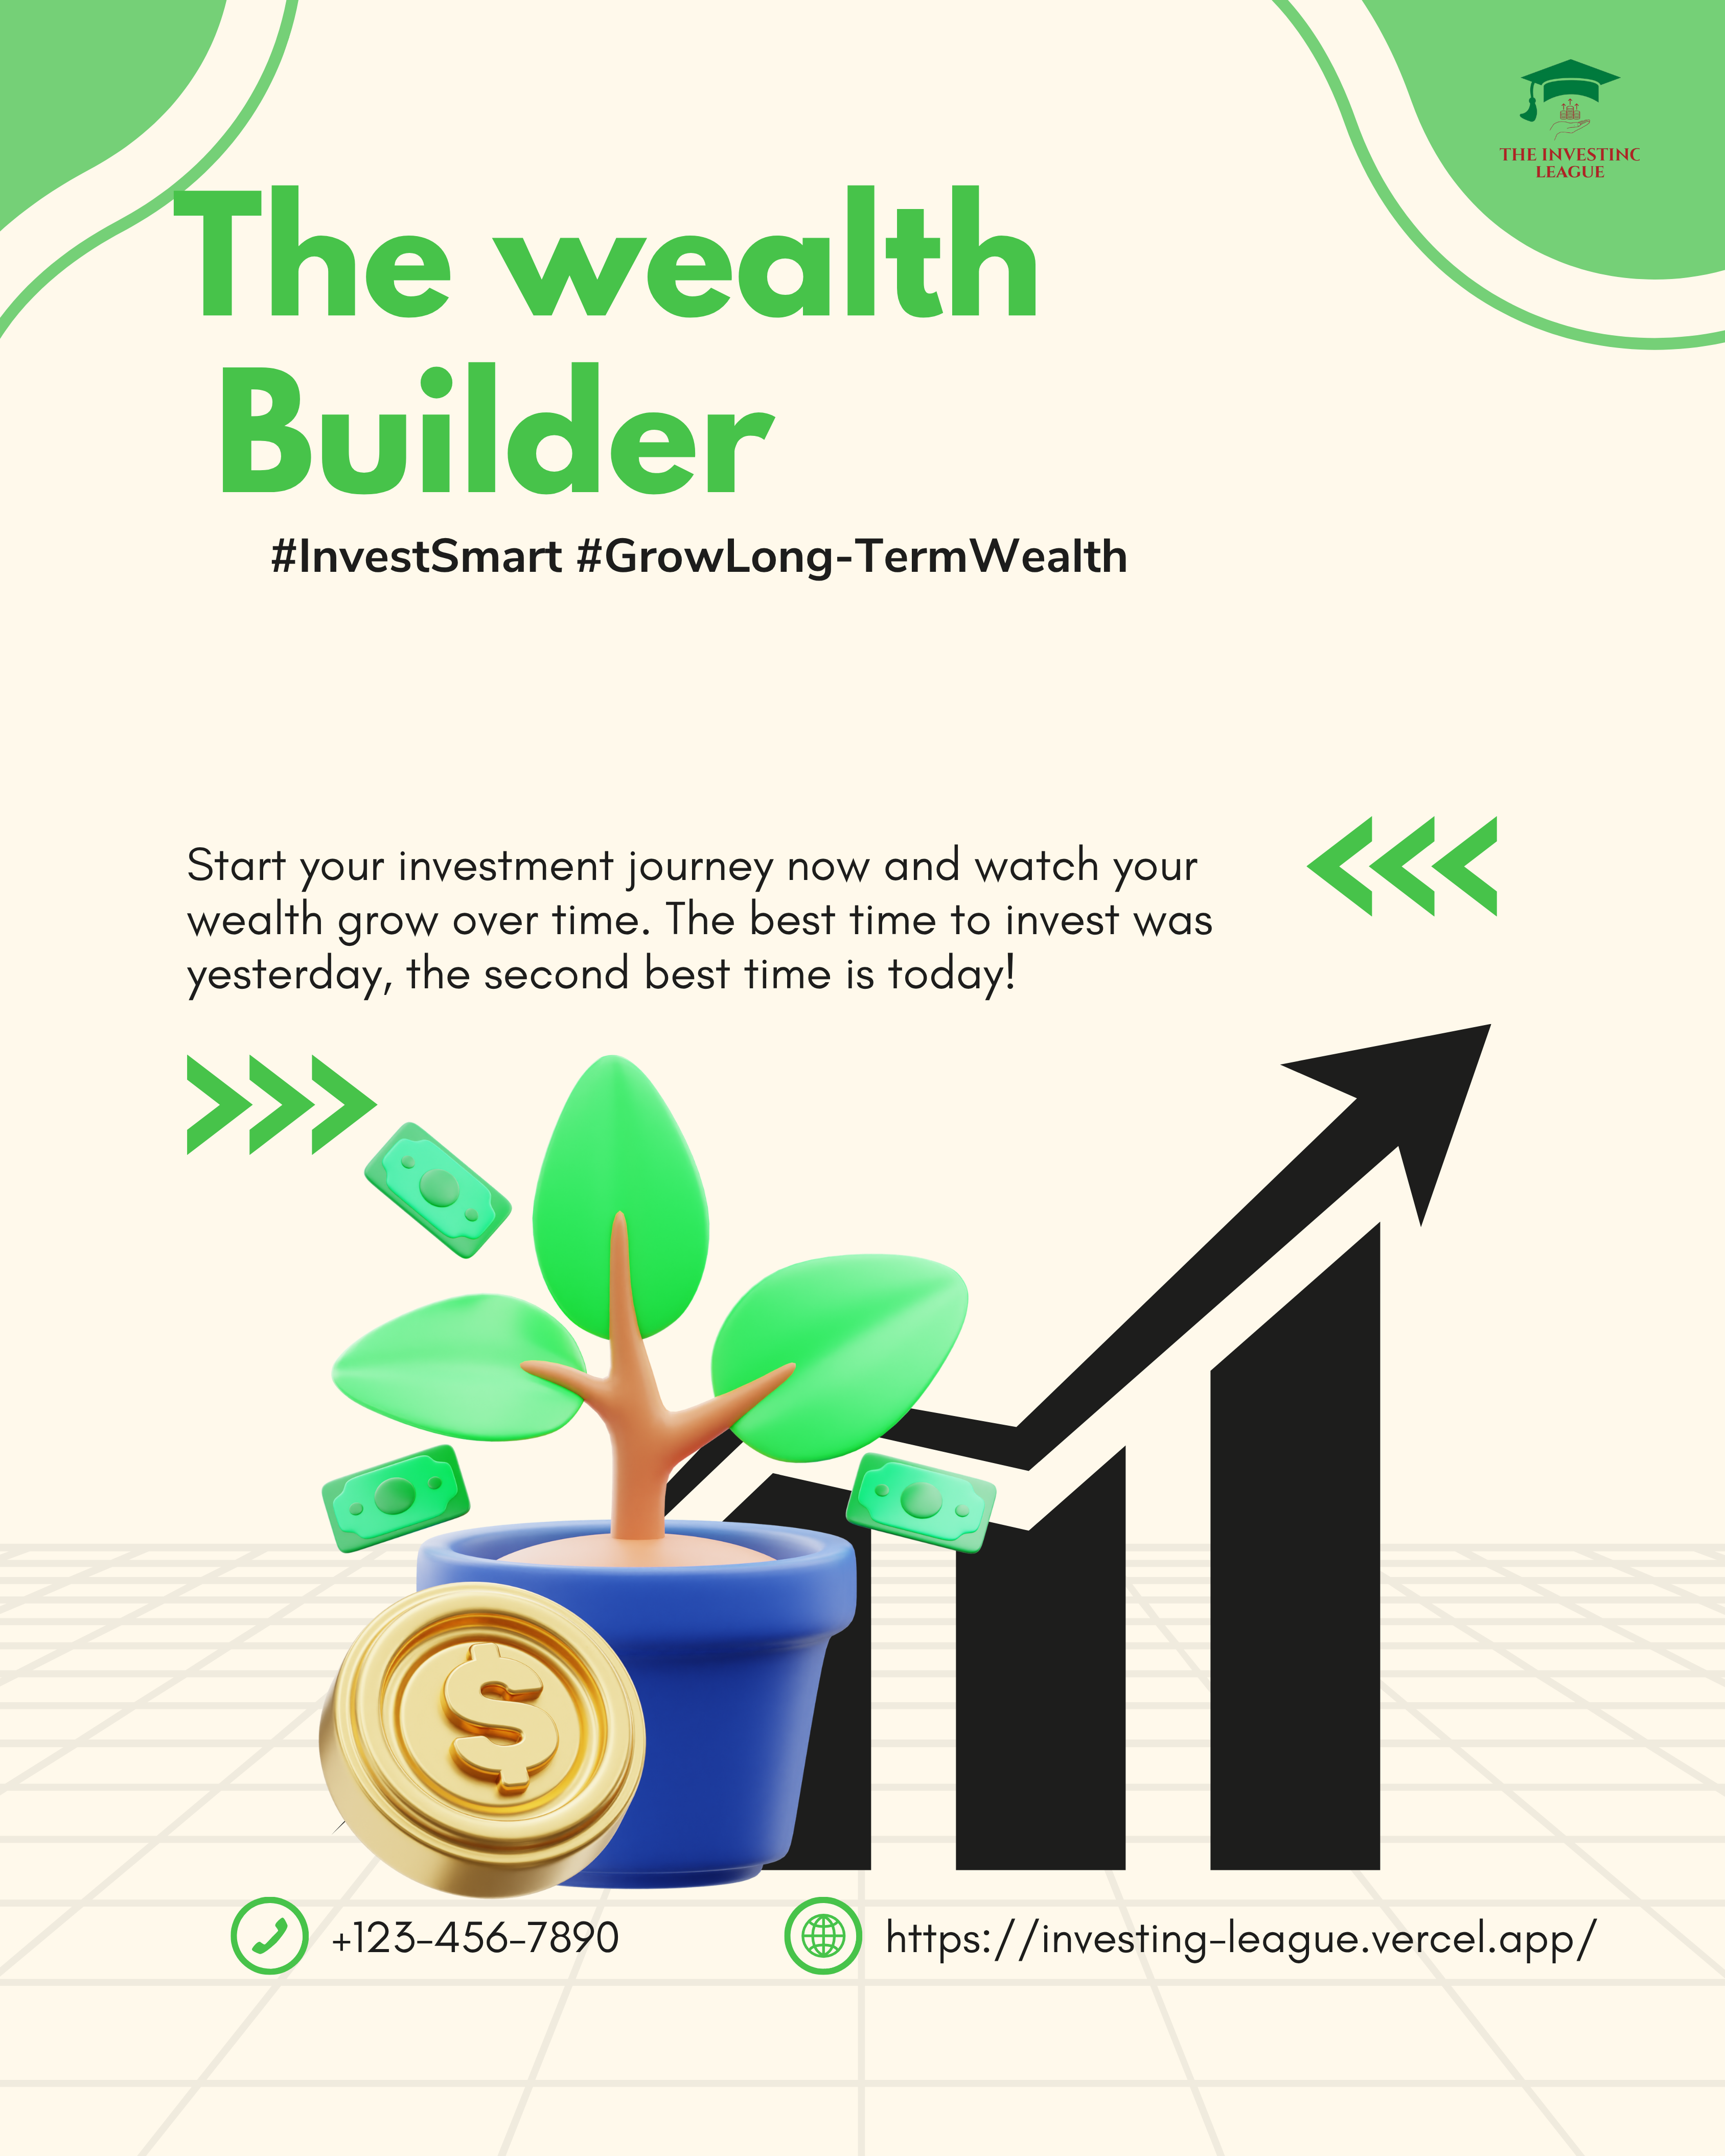 THE INVESTING
LEAGUE
The wealth
Builder
#InvestSmart #GrowLong-TermWealth
Start your investment journey now and watch your
wealth grow over time. The best time to invest was
yesterday, the second best time is today!
$
+123-456-7890
https://investing-league.vercel.app/